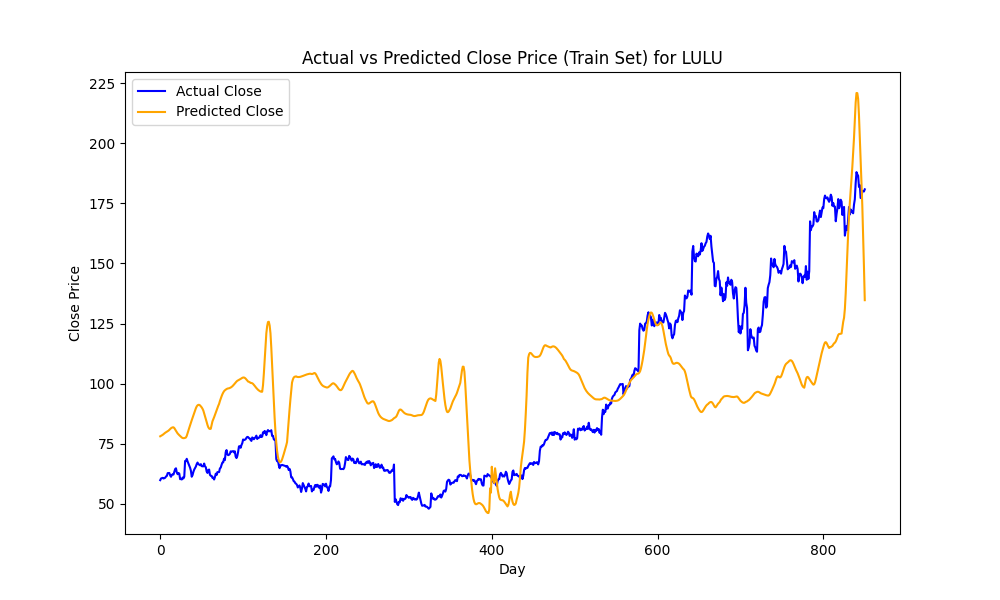 Actual vs Predicted Close Price (Train Set) for LULU
Actual Close
Predicted Close
225
200
175
150
125
100
75
50
Close Price
0 200 400 600 800
Day